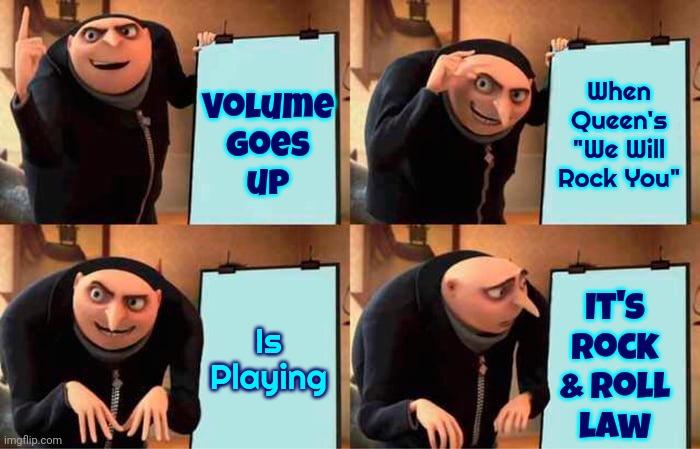 Volume
Goes
up
When
Queen's
"We Will
Rock You"
Is
Playing
It's
Rock
& Roll
Law
imgflip.com